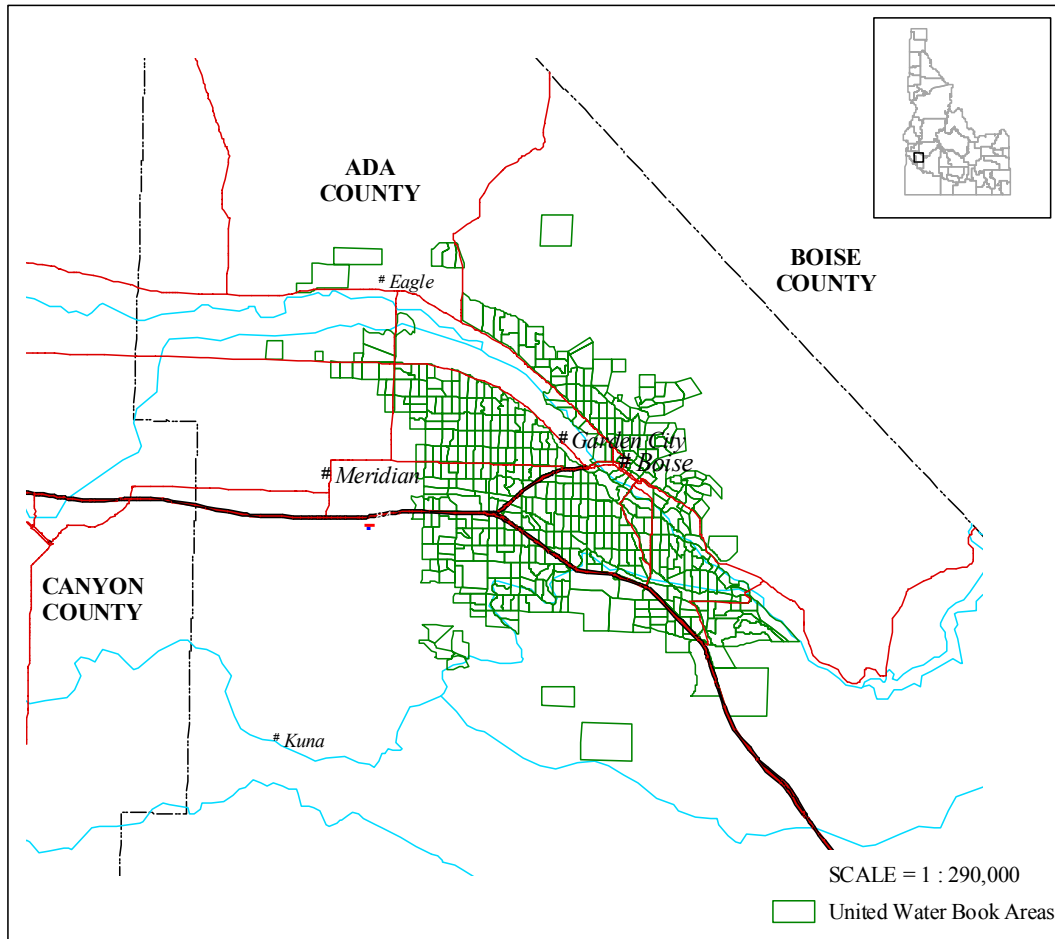 ADA
COUNTY
BOISE
COUNTY
# Eagle
# Garden City
# Boise
# Meridian
84
CANYON
COUNTY
# Kuna
SCALE = 1 : 290,000
United Water Book Areas